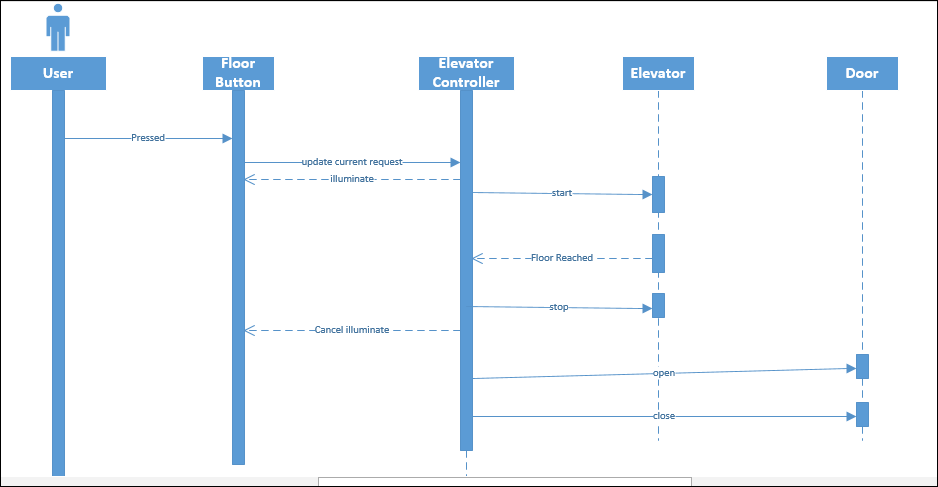 User
Floor
Button
Elevator
Controller
Elevator
Door
Pressed
update current request
illuminate
start
Floor Reached
stop
Cancel illuminate
open
close